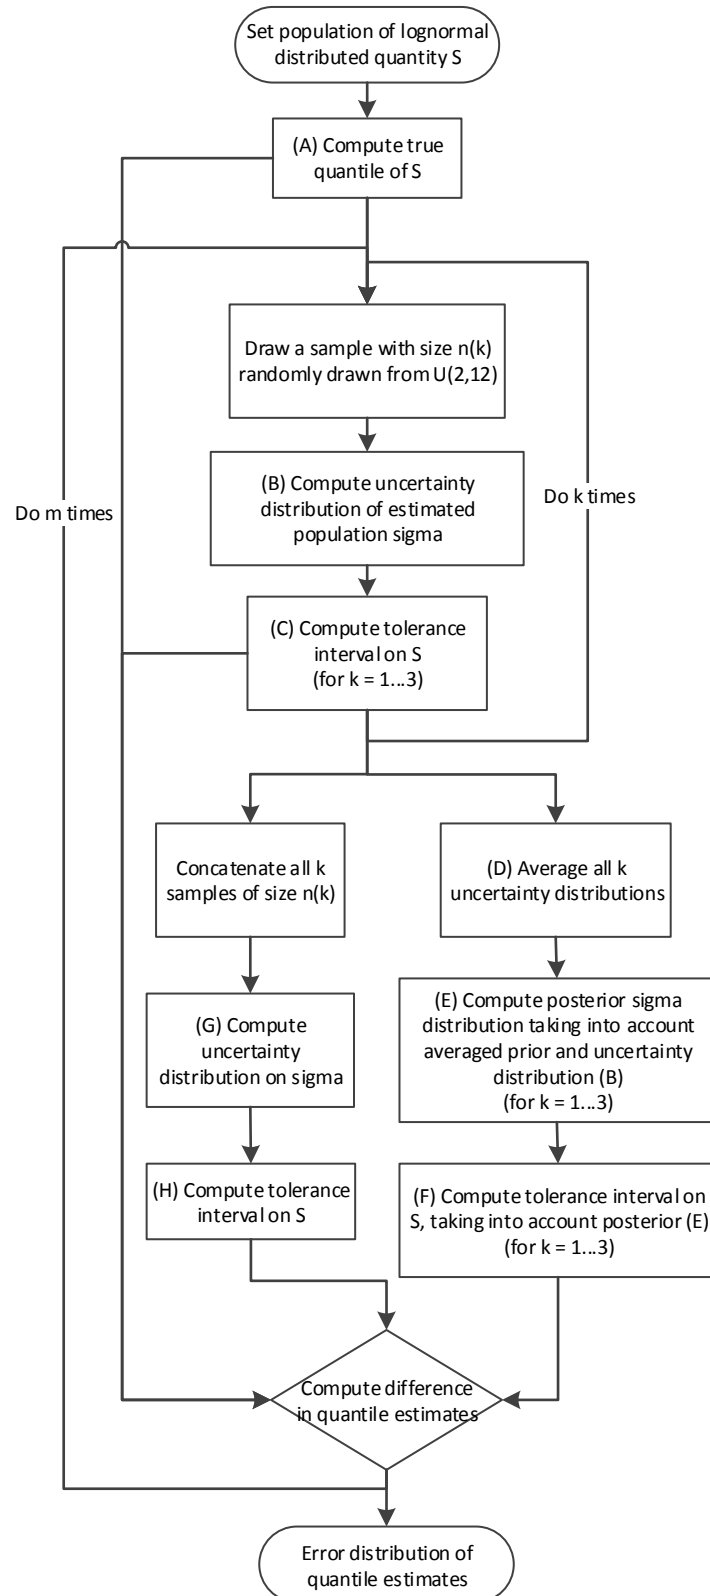 Set population of lognormal
distributed quantity S
(A) Compute true
quantile of S
Draw a sample with size n(k)
randomly drawn from U(2,12)
(B) Compute uncertainty
distribution of estimated
population sigma
Do m times
Do k times
(C) Compute tolerance
interval on S
(for k = 1...3)
Concatenate all k
samples of size n(k)
(D) Average all k
uncertainty distributions
(G) Compute
uncertainty
distribution on sigma
(E) Compute posterior sigma
distribution taking into account
averaged prior and uncertainty
distribution (B)
(for k = 1...3)
(H) Compute tolerance
interval on S
(F) Compute tolerance interval on
S, taking into account posterior (E)
(for k = 1...3)
Compute difference
in quantile estimates
Error distribution of
quantile estimates